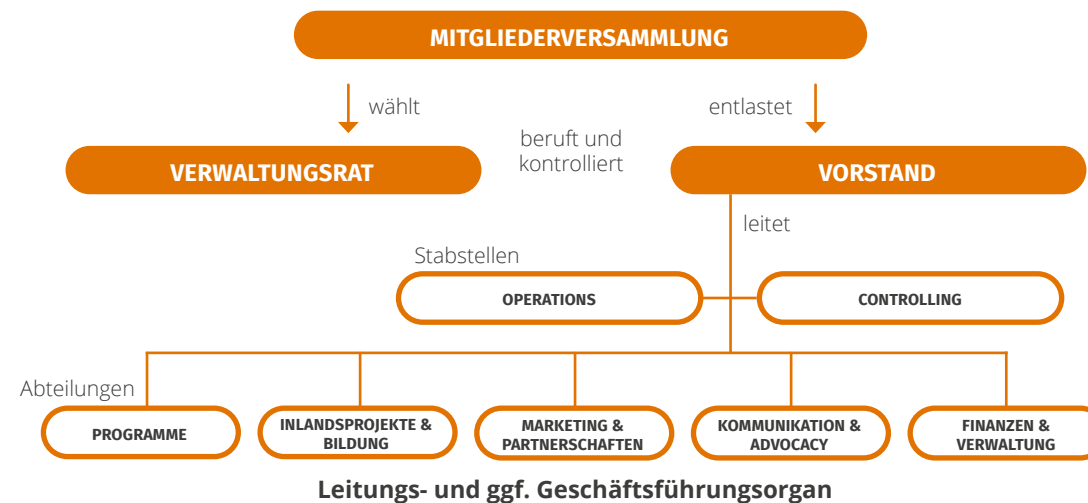 MITGLIEDERVERSAMMLUNG
wählt
entlastet
beruft und
kontrolliert
VERWALTUNGSRAT
VORSTAND
leitet
Stabstellen
OPERATIONS
CONTROLLING
Abteilungen
PROGRAMME
INLANDSPROJEKTE &
BILDUNG
MARKETING &
PARTNERSCHAFTEN
KOMMUNIKATION &
ADVOCACY
FINANZEN &
VERWALTUNG
Leitungs- und ggf. Geschäftsführungsorgan